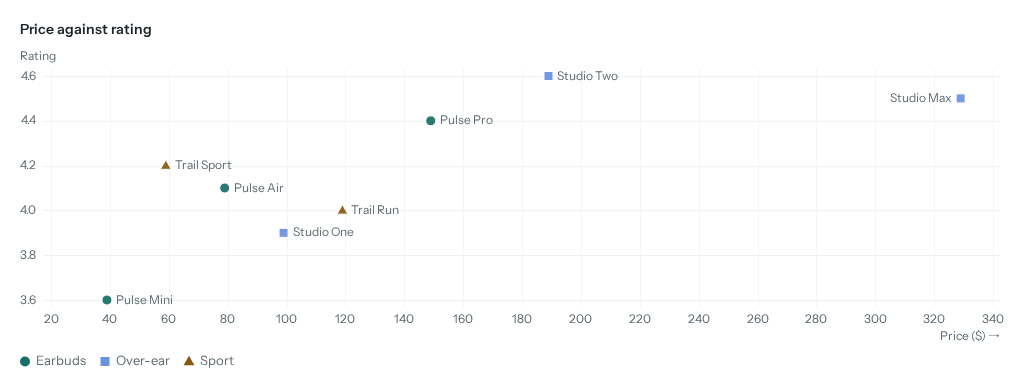 Price against rating
Rating
4.6
Studio Two
Studio Max
4.4
Pulse Pro
4.2
Trail Sport
Pulse Air
4.0
Trail Run
Studio One
3.8
3.6
Pulse Mini
20 40 60 80 100 120 140 160 180 200 220 240 260 280 300 320 340
Price ($) →
Earbuds Over-ear Sport